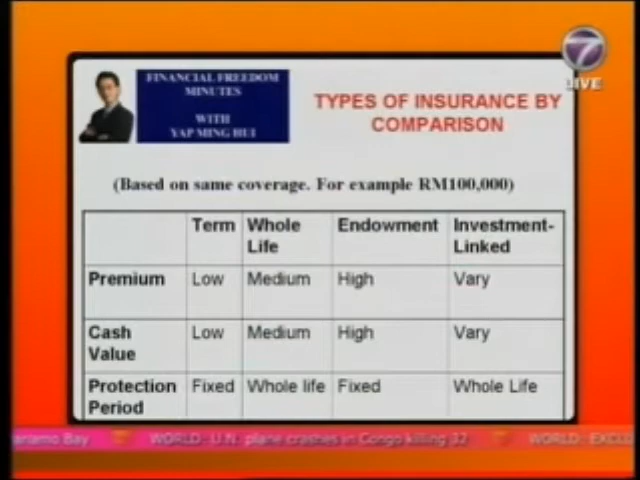 7
LIVE
FINANCIAL FREEDOM
MINUTES
WITH
YAP MING HUI
TYPES OF INSURANCE BY
COMPARISON
(Based on same coverage. For example RM100,000)
Term Whole Life Endowment Investment-Linked
Premium Low Medium High Vary
Cash Value Low Medium High Vary
Protection Period Fixed Whole life Fixed Whole Life
Bay WORLD: U.N. plane crashes in Congo killing 32 WORLD: